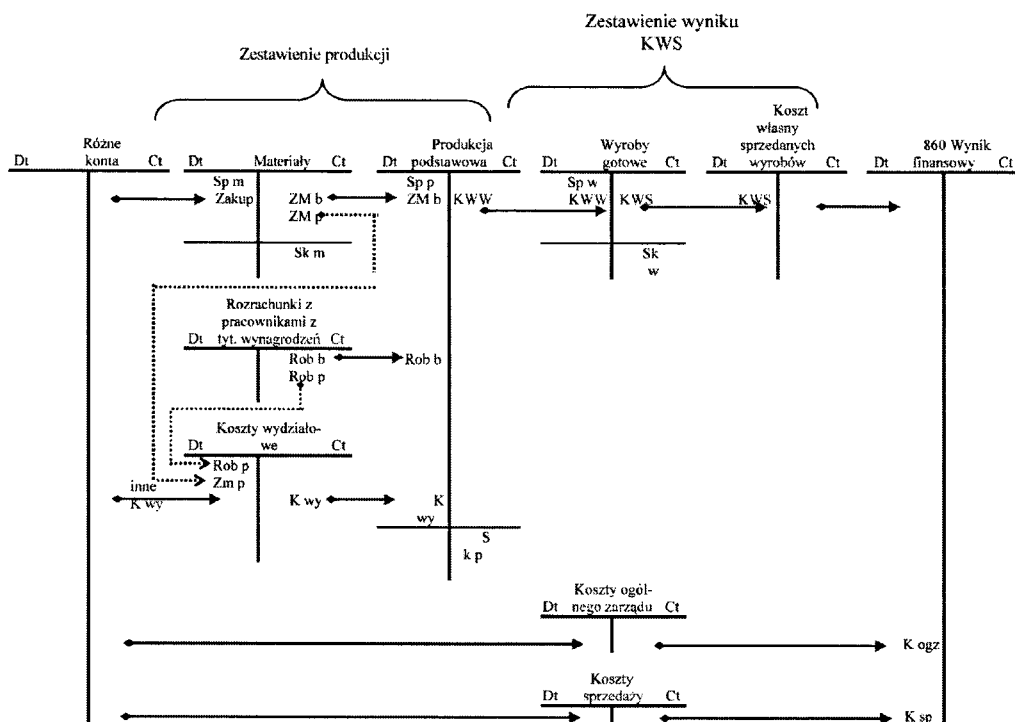 Zestawienie wyniku
KWS
Zestawienie produkcji
Różne
konta
Dt Ct
Dt Materiały Ct
Produkcja
podstawowa
Dt Ct
Wyroby
gotowe
Dt Ct
Koszt
własny
sprzedanych
wyrobów
Dt Ct
860 Wynik
finansowy
Dt Ct
Sp m
Zakup
ZM b
ZM p
Sk m
Sp p
ZM b
KWW
Sp w
KWW
KWS
Sk
w
KWS
Rozrachunki z
pracownikami z
Dt tyt. wynagrodzeń Ct
Rob b
Rob p
Rob b
Koszty wydziało-
Dt we Ct
Rob p
Zm p
inne
K wy
K wy
K
wy
S
k p
Koszty ogól-
Dt nego zarządu Ct
K ogz
Koszty
Dt sprzedaży Ct
K sp